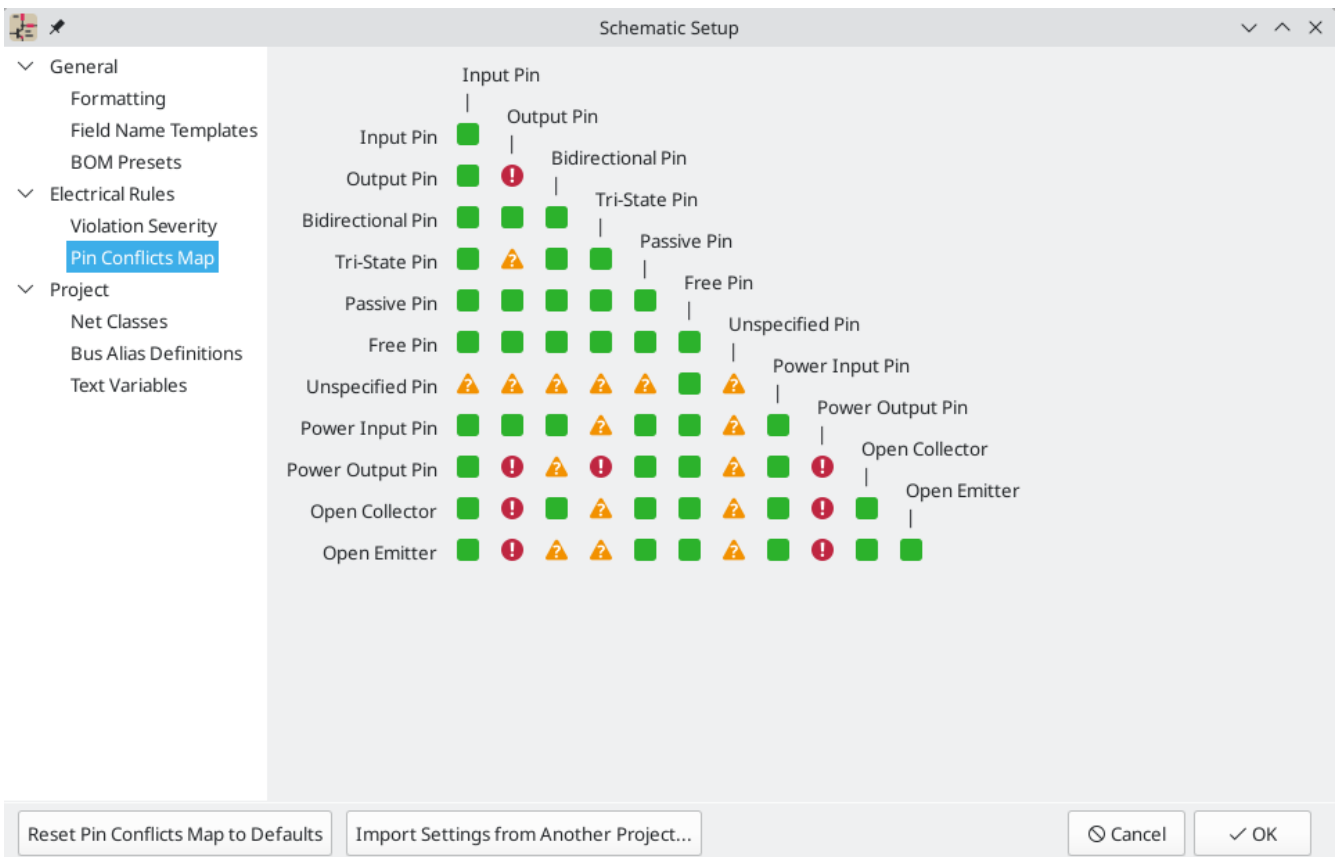 Schematic Setup
General
Formatting
Field Name Templates
BOM Presets
Electrical Rules
Violation Severity
Pin Conflicts Map
Project
Net Classes
Bus Alias Definitions
Text Variables
Input Pin
Output Pin
Bidirectional Pin
Tri-State Pin
Passive Pin
Free Pin
Unspecified Pin
Power Input Pin
Power Output Pin
Open Collector
Open Emitter
Input Pin
Output Pin
Bidirectional Pin
Tri-State Pin
Passive Pin
Free Pin
Unspecified Pin
Power Input Pin
Power Output Pin
Open Collector
Open Emitter
Reset Pin Conflicts Map to Defaults
Import Settings from Another Project...
Cancel
OK